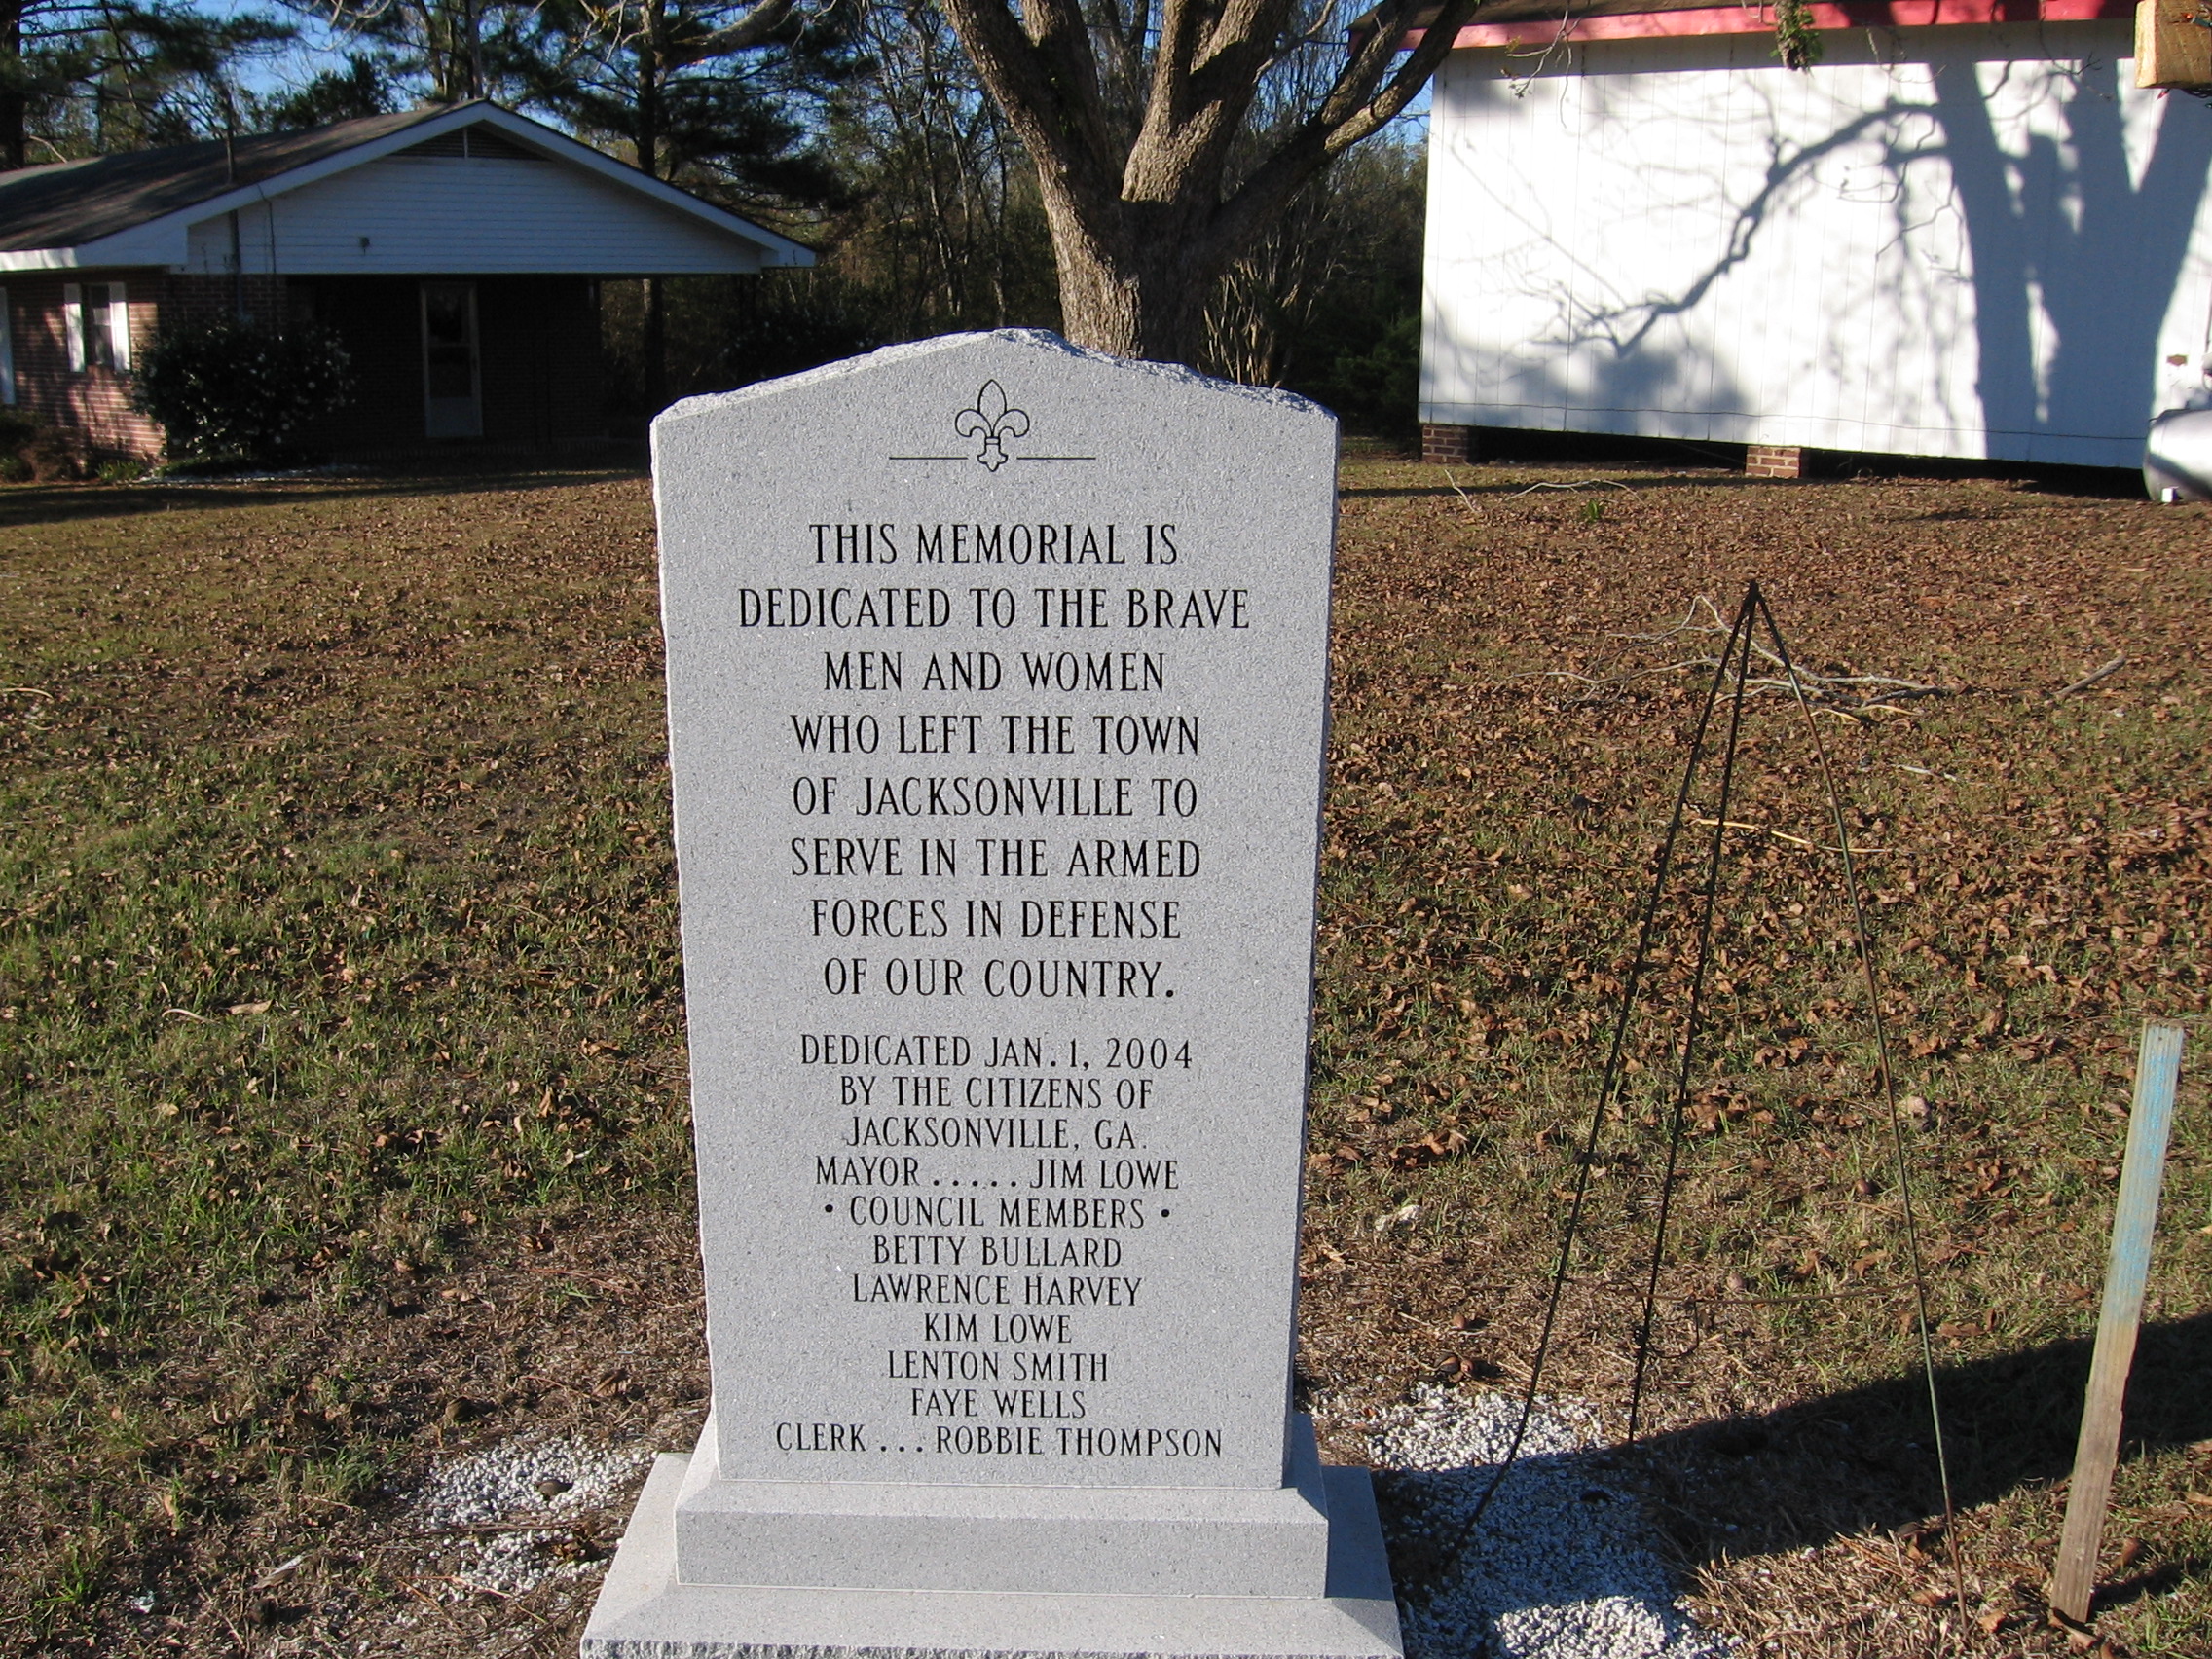 THIS MEMORIAL IS
DEDICATED TO THE BRAVE
MEN AND WOMEN
WHO LEFT THE TOWN
OF JACKSONVILLE TO
SERVE IN THE ARMED
FORCES IN DEFENSE
OF OUR COUNTRY.
DEDICATED JAN. 1, 2004
BY THE CITIZENS OF
JACKSONVILLE, GA.
MAYOR ..... JIM LOWE
• COUNCIL MEMBERS •
BETTY BULLARD
LAWRENCE HARVEY
KIM LOWE
LENTON SMITH
FAYE WELLS
CLERK ... ROBBIE THOMPSON